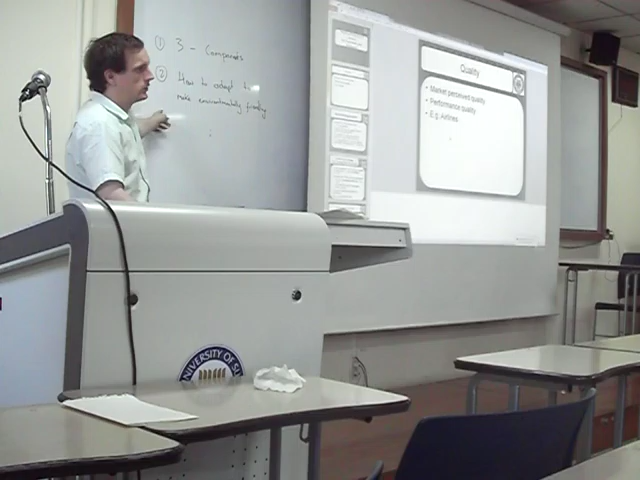 ① 3 - Components
② How to adapt to
make environmentally friendly
Quality
• Market perceived quality
• Performance quality
• E.g. Airlines
UNIVERSITY OF